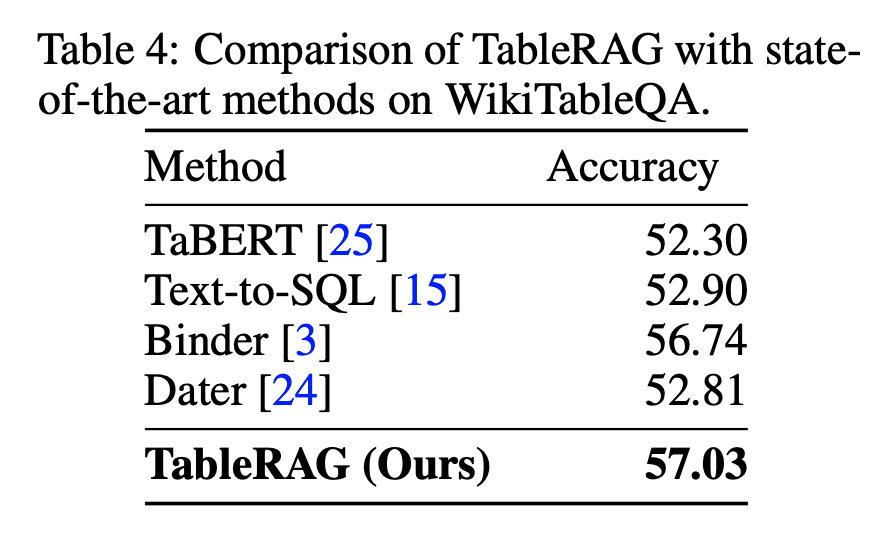 Table 4: Comparison of TableRAG with state-
of-the-art methods on WikiTableQA.
Method Accuracy
TaBERT [25] 52.30
Text-to-SQL [15] 52.90
Binder [3] 56.74
Dater [24] 52.81
TableRAG (Ours) 57.03